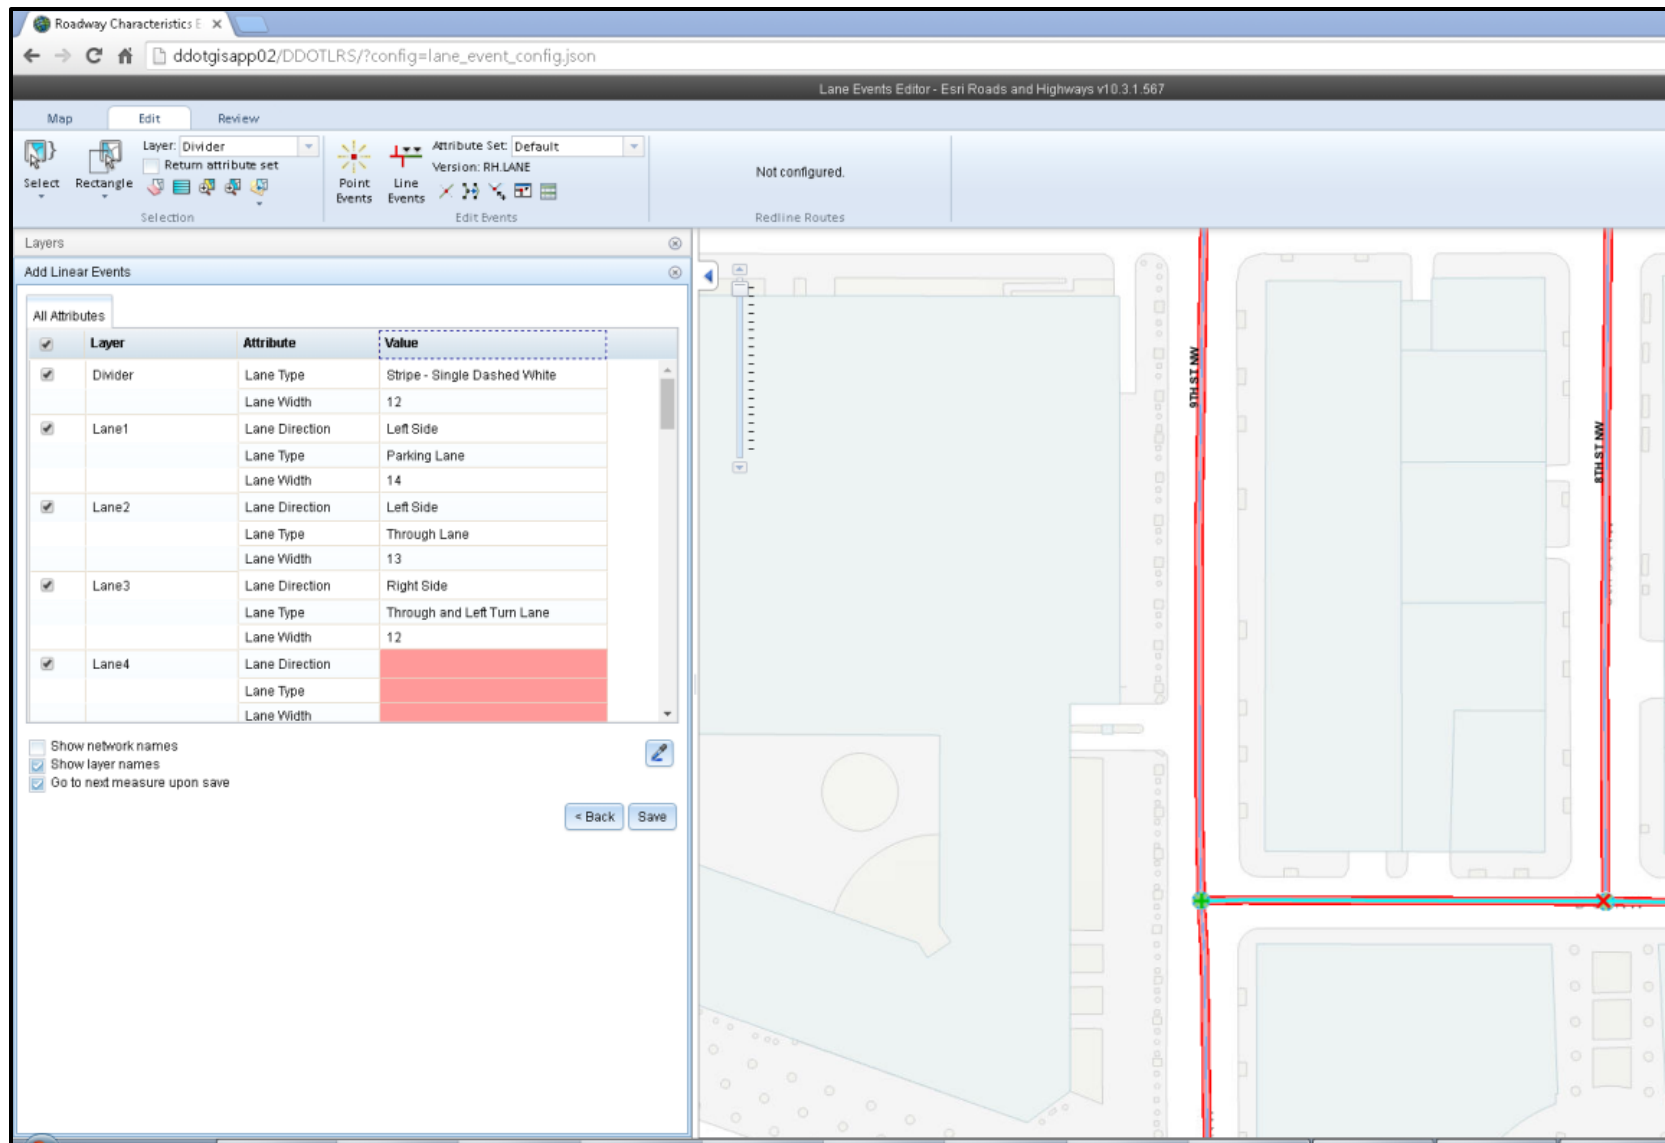 Roadway Characteristics E
ddotgisapp02/DDOTLRS/?config=lane_event_config.json
Lane Events Editor - Esri Roads and Highways v10.3.1.567
Map Edit Review
Layer: Divider
Return attribute set
Select Rectangle
Selection
Point Events
Line Events
Attribute Set: Default
Version: RH.LANE
Edit Events
Not configured.
Redline Routes
Layers
Add Linear Events
All Attributes
Layer Attribute Value
Divider Lane Type Stripe - Single Dashed White
Lane Width 12
Lane1 Lane Direction Left Side
Lane Type Parking Lane
Lane Width 14
Lane2 Lane Direction Left Side
Lane Type Through Lane
Lane Width 13
Lane3 Lane Direction Right Side
Lane Type Through and Left Turn Lane
Lane Width 12
Lane4 Lane Direction
Lane Type
Lane Width
Show network names
Show layer names
Go to next measure upon save
< Back Save
9TH ST NW
8TH ST NW